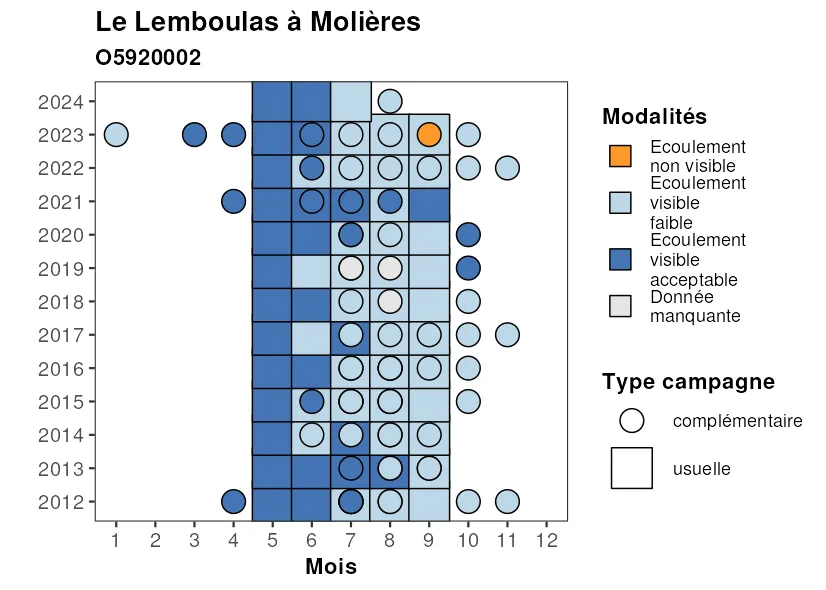 Le Lemboulas à Molières
O5920002
2024
2023
2022
2021
2020
2019
2018
2017
2016
2015
2014
2013
2012
1 2 3 4 5 6 7 8 9 10 11 12
Mois
Modalités
Ecoulement
non visible
Ecoulement
visible
faible
Ecoulement
visible
acceptable
Donnée
manquante
Type campagne
complémentaire
usuelle